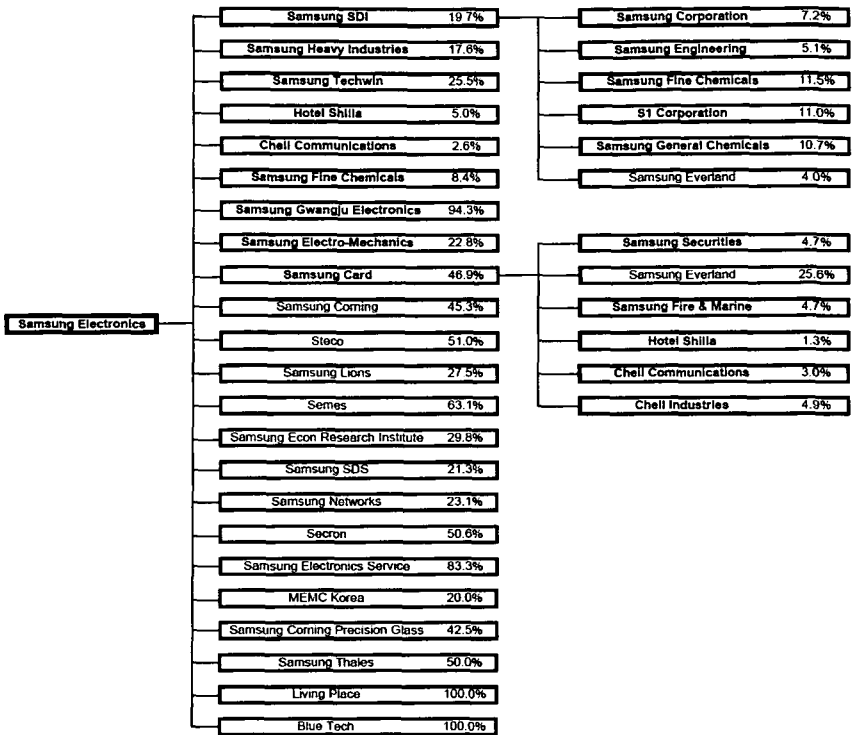 Samsung Electronics
Samsung SDI 19 7%
Samsung Heavy Industries 17.6%
Samsung Techwin 25.5%
Hotel Shilla 5.0%
Cheil Communications 2.6%
Samsung Fine Chemicals 8.4%
Samsung Gwangju Electronics 94.3%
Samsung Electro-Mechanics 22 8%
Samsung Card 46.9%
Samsung Corning 45.3%
Steco 51.0%
Samsung Lions 27.5%
Semes 63.1%
Samsung Econ Research Institute 29.8%
Samsung SDS 21.3%
Samsung Networks 23.1%
Secron 50.6%
Samsung Electronics Service 83.3%
MEMC Korea 20.0%
Samsung Corning Precision Glass 42.5%
Samsung Thales 50.0%
Living Place 100.0%
Blue Tech 100.0%
Samsung Corporation 7.2%
Samsung Engineering 5.1%
Samsung Fine Chemicals 11.5%
S1 Corporation 11.0%
Samsung General Chemicals 10.7%
Samsung Everland 4 0%
Samsung Securities 4.7%
Samsung Everland 25.6%
Samsung Fire & Marine 4.7%
Hotel Shilla 1.3%
Cheil Communications 3.0%
Cheil Industries 4.9%